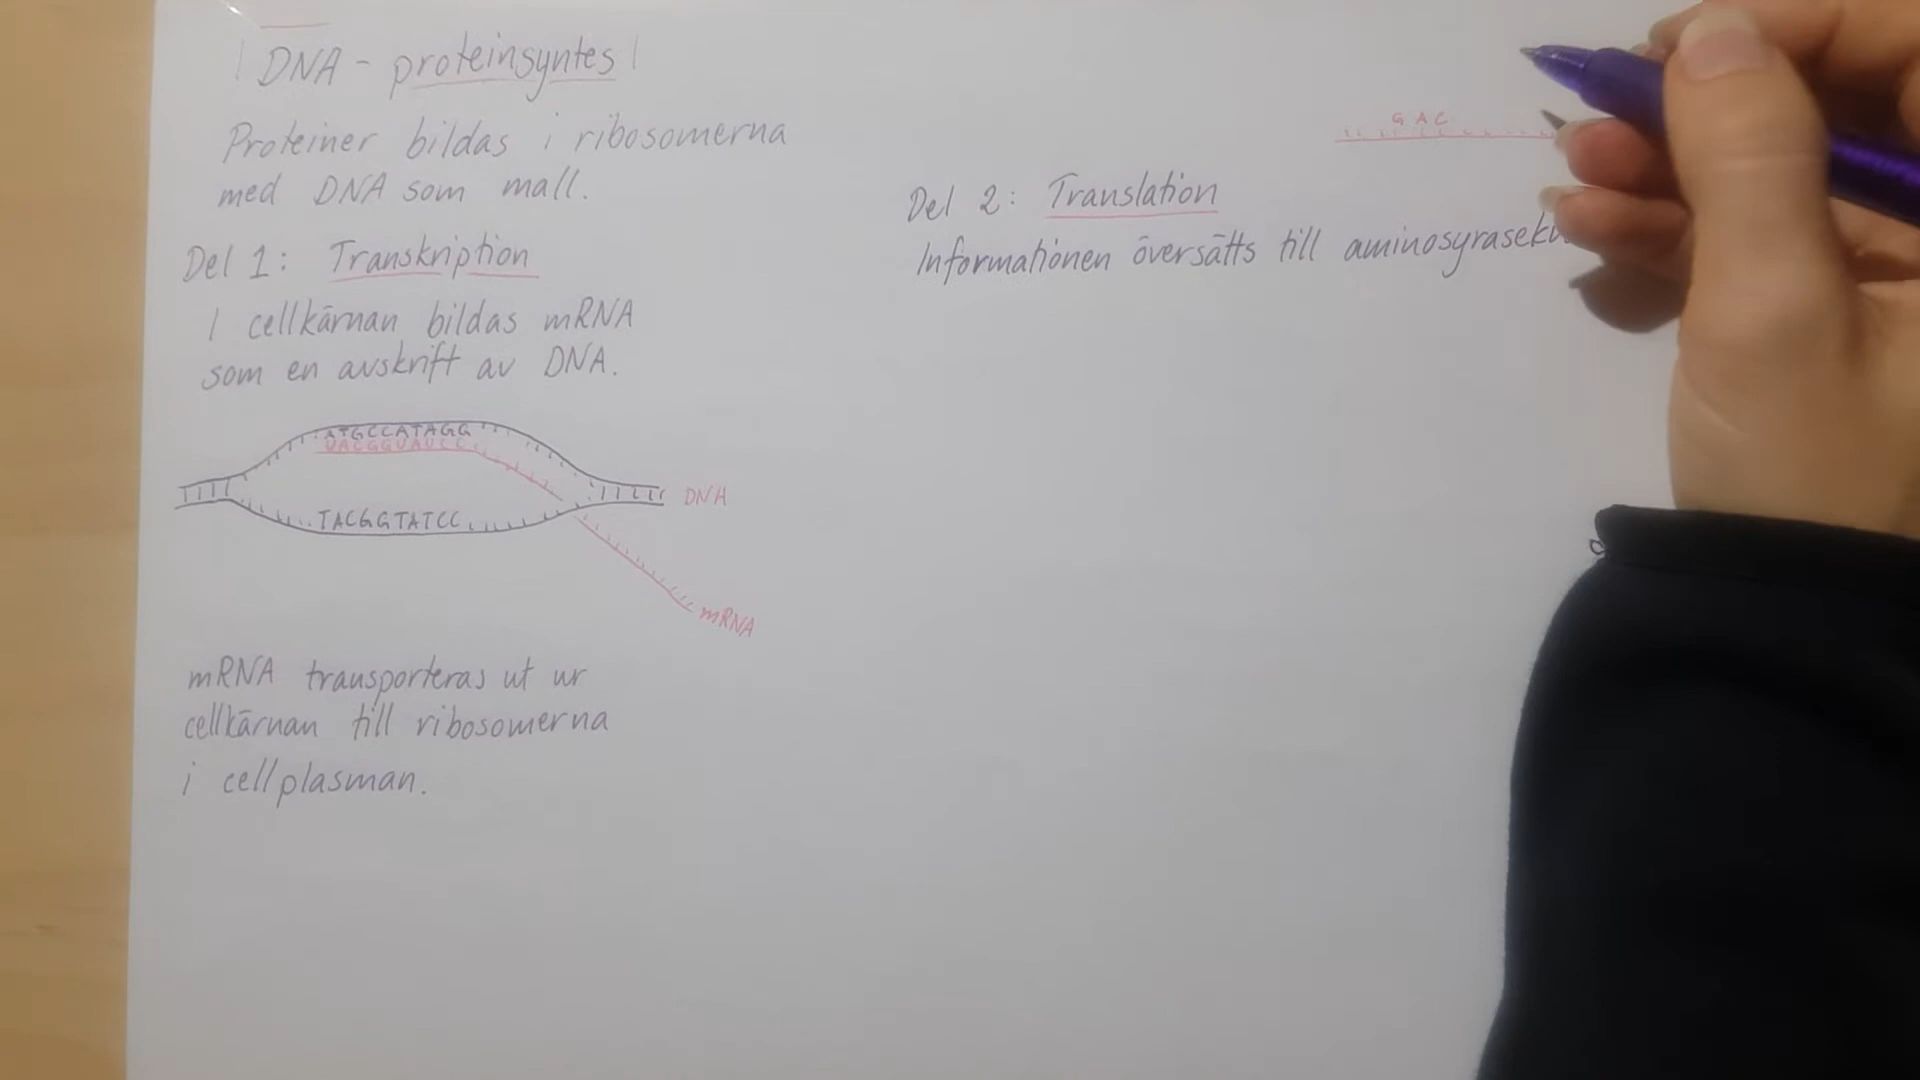 DNA - proteinsyntes
Proteiner bildas i ribosomerna
med DNA som mall.
Del 1: Transkription
I cellkärnan bildas mRNA
som en avskrift av DNA.
ATGCCATAGG
UACGGUAUCC
DNA
TACGGTATCC
mRNA
mRNA transporteras ut ur
cellkärnan till ribosomerna
i cellplasman.
GAC
Del 2: Translation
Informationen översätts till